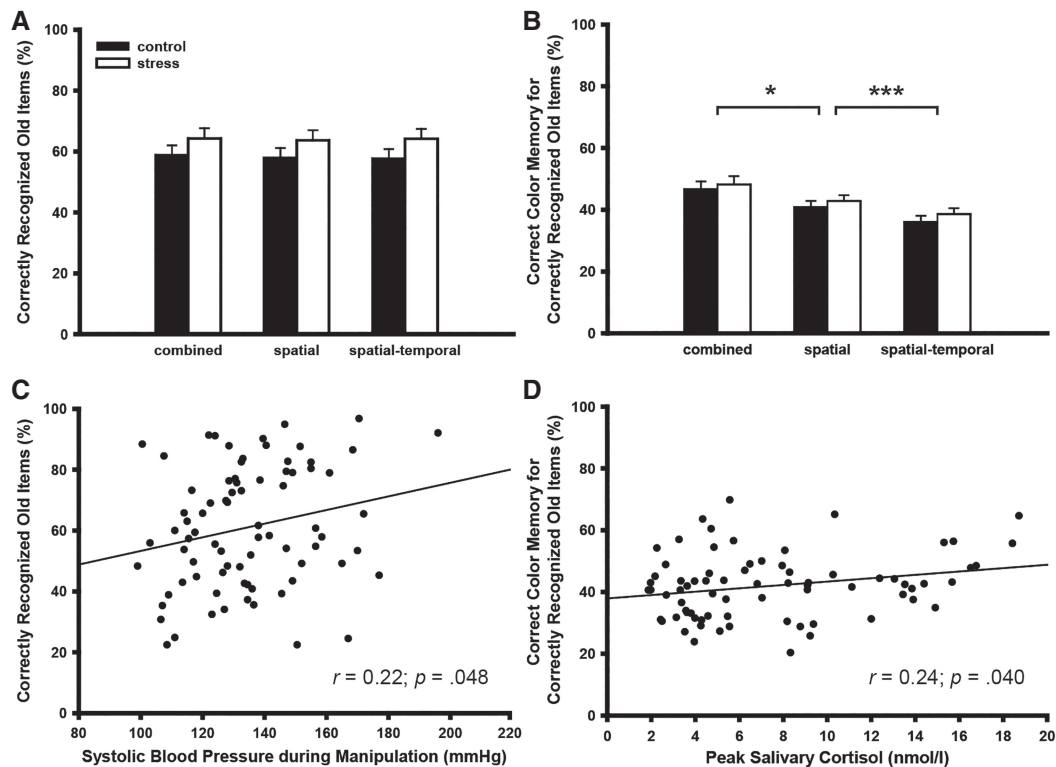 A
Correctly Recognized Old Items (%)
100
80
60
40
20
0
control
stress
combined
spatial
spatial-temporal
B
Correct Color Memory for
Correctly Recognized Old Items (%)
100
80
60
40
20
0
*
***
combined
spatial
spatial-temporal
C
Correctly Recognized Old Items (%)
100
80
60
40
20
0
r = 0.22; p = .048
80
100
120
140
160
180
200
220
Systolic Blood Pressure during Manipulation (mmHg)
D
Correct Color Memory for
Correctly Recognized Old Items (%)
100
80
60
40
20
0
r = 0.24; p = .040
0
2
4
6
8
10
12
14
16
18
20
Peak Salivary Cortisol (nmol/l)